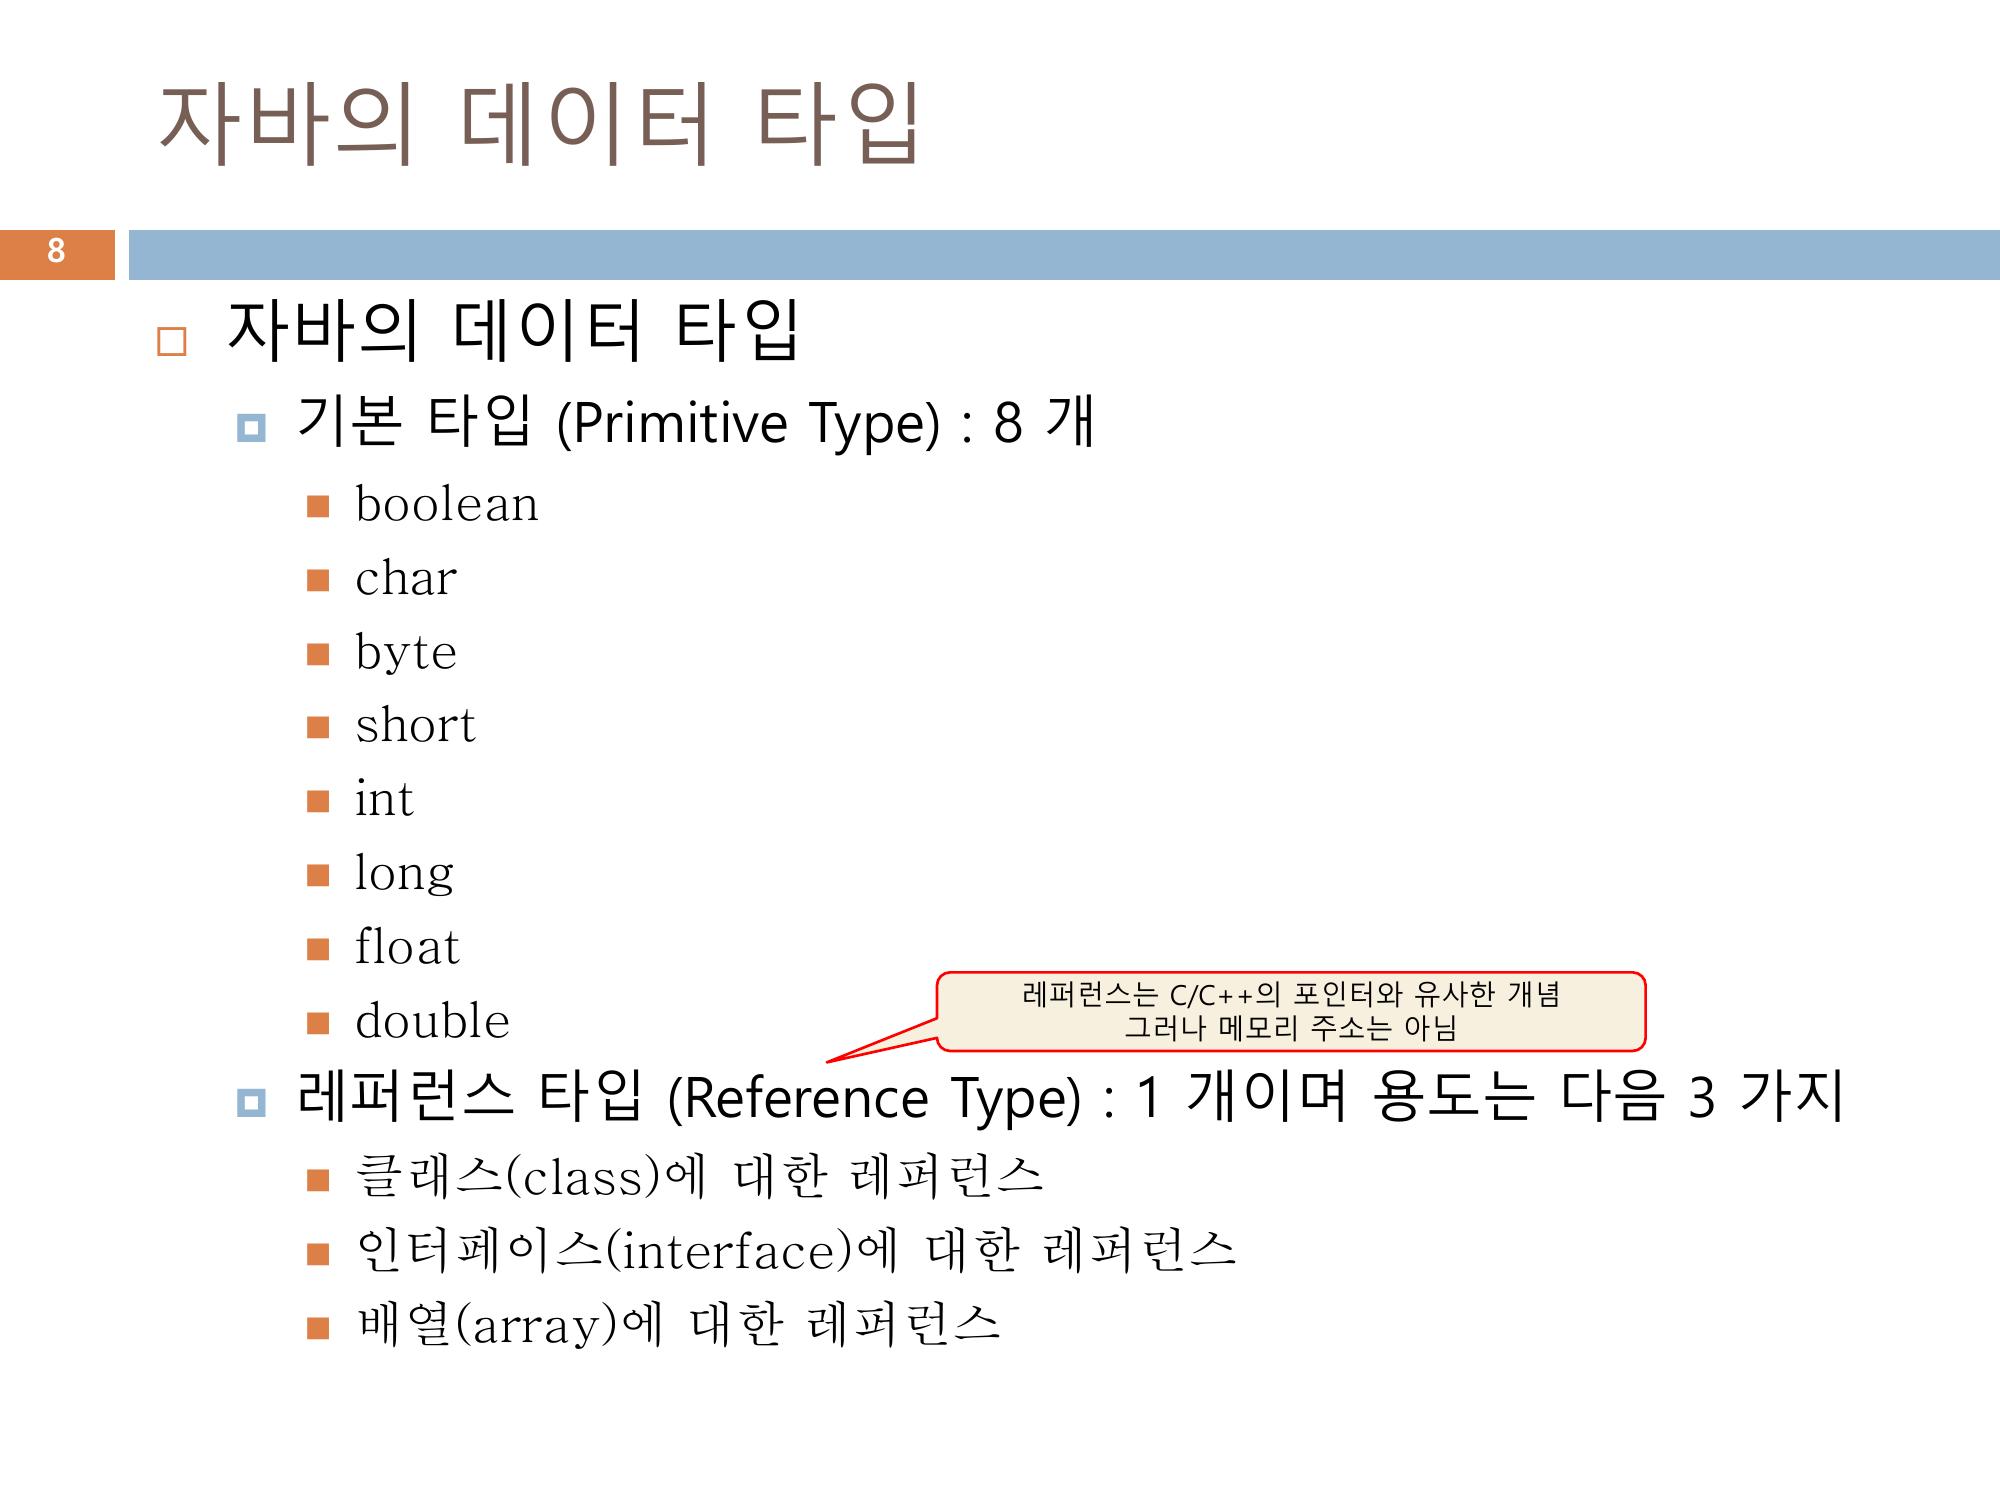 자바의 데이터 타입
8
자바의 데이터 타입
기본 타입 (Primitive Type) : 8 개
boolean
char
byte
short
int
long
float
double
레퍼런스는 C/C++의 포인터와 유사한 개념
그러나 메모리 주소는 아님
레퍼런스 타입 (Reference Type) : 1 개이며 용도는 다음 3 가지
클래스(class)에 대한 레퍼런스
인터페이스(interface)에 대한 레퍼런스
배열(array)에 대한 레퍼런스